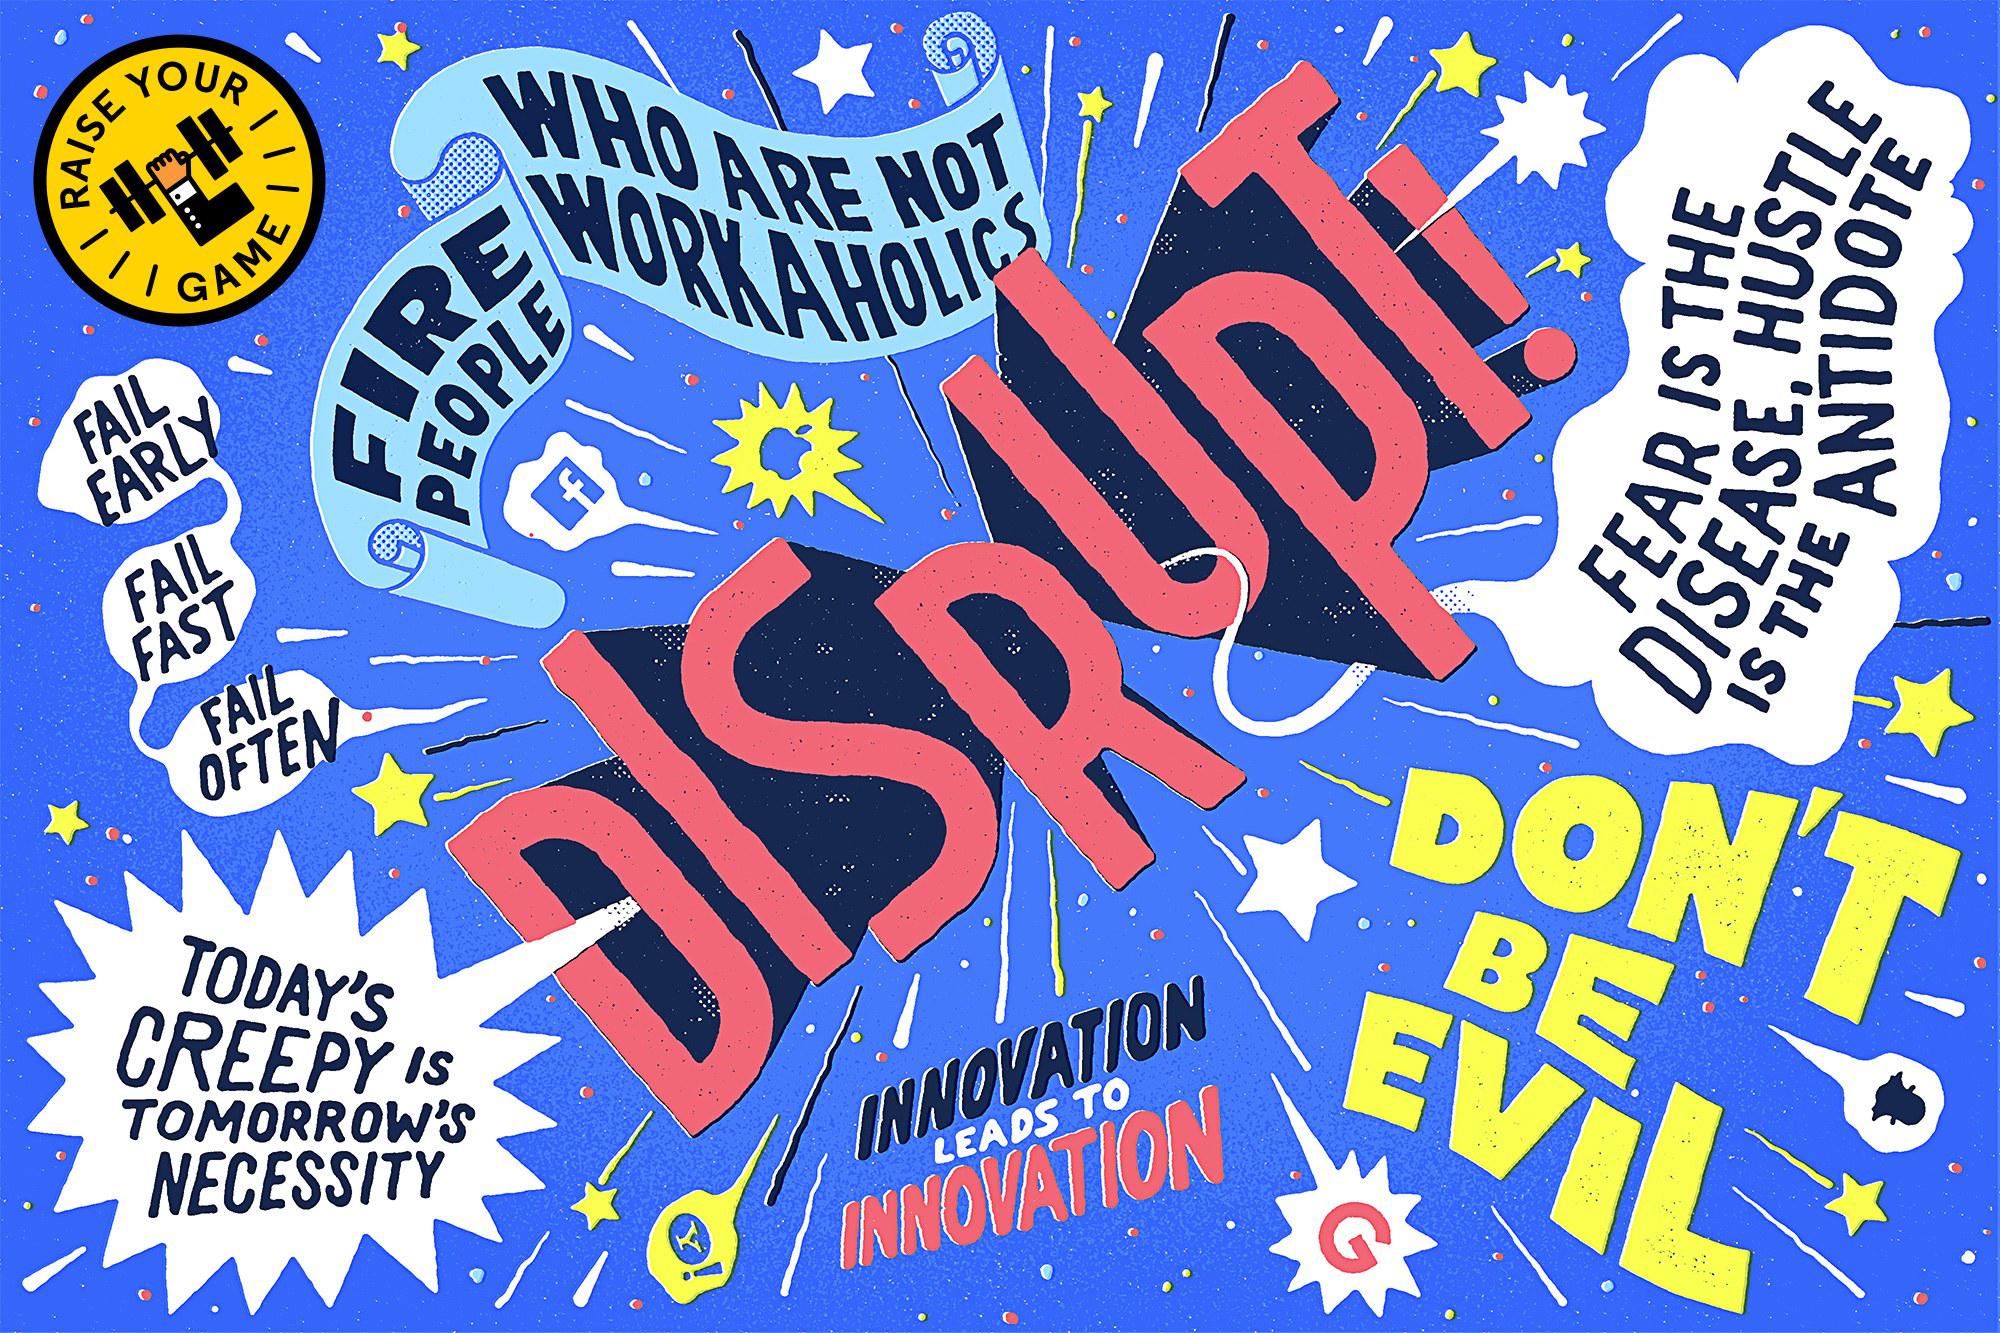 RAISE YOUR
GAME
WHO ARE NOT
WORKAHOLICS
FIRE
PEOPLE
DISRUPT!
FEAR IS THE
DISEASE. HUSTLE
IS THE ANTIDOTE
FAIL
EARLY
FAIL
FAST
FAIL
OFTEN
f
DON'T
BE
EVIL
TODAY'S
CREEPY IS
TOMORROW'S
NECESSITY
INNOVATION
LEADS TO
INNOVATION
Y!
G